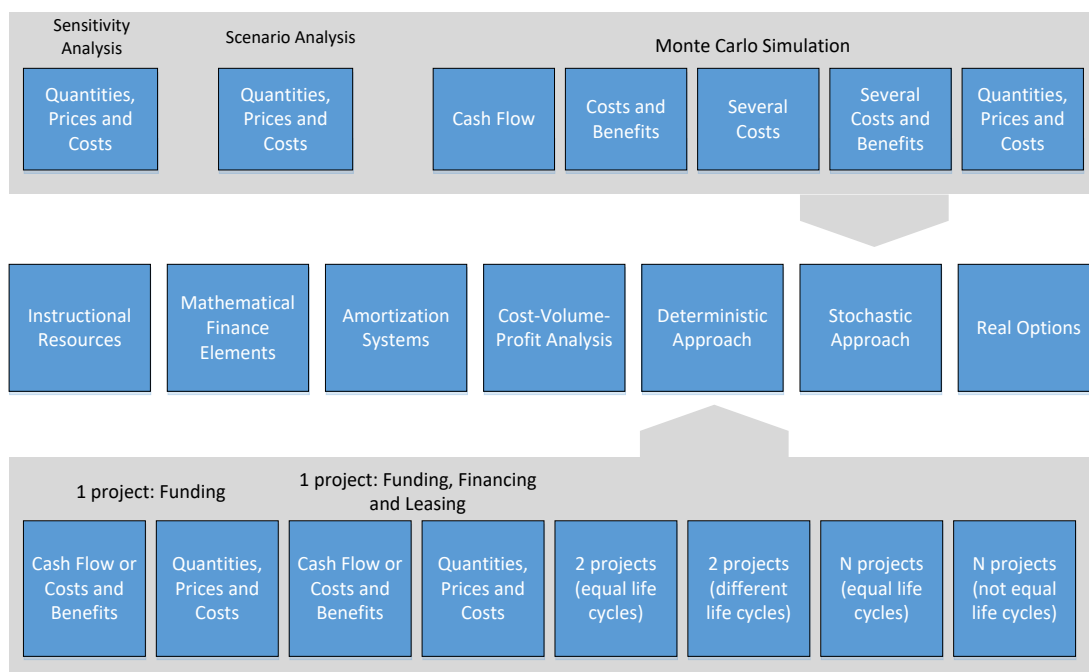 Sensitivity
Analysis
Scenario Analysis
Monte Carlo Simulation
Quantities,
Prices and
Costs
Quantities,
Prices and
Costs
Cash Flow
Costs and
Benefits
Several
Costs
Several
Costs and
Benefits
Quantities,
Prices and
Costs
Instructional
Resources
Mathematical
Finance
Elements
Amortization
Systems
Cost-Volume-
Profit Analysis
Deterministic
Approach
Stochastic
Approach
Real Options
1 project: Funding
1 project: Funding, Financing
and Leasing
Cash Flow or
Costs and
Benefits
Quantities,
Prices and
Costs
Cash Flow or
Costs and
Benefits
Quantities,
Prices and
Costs
2 projects
(equal life
cycles)
2 projects
(different
life cycles)
N projects
(equal life
cycles)
N projects
(not equal
life cycles)